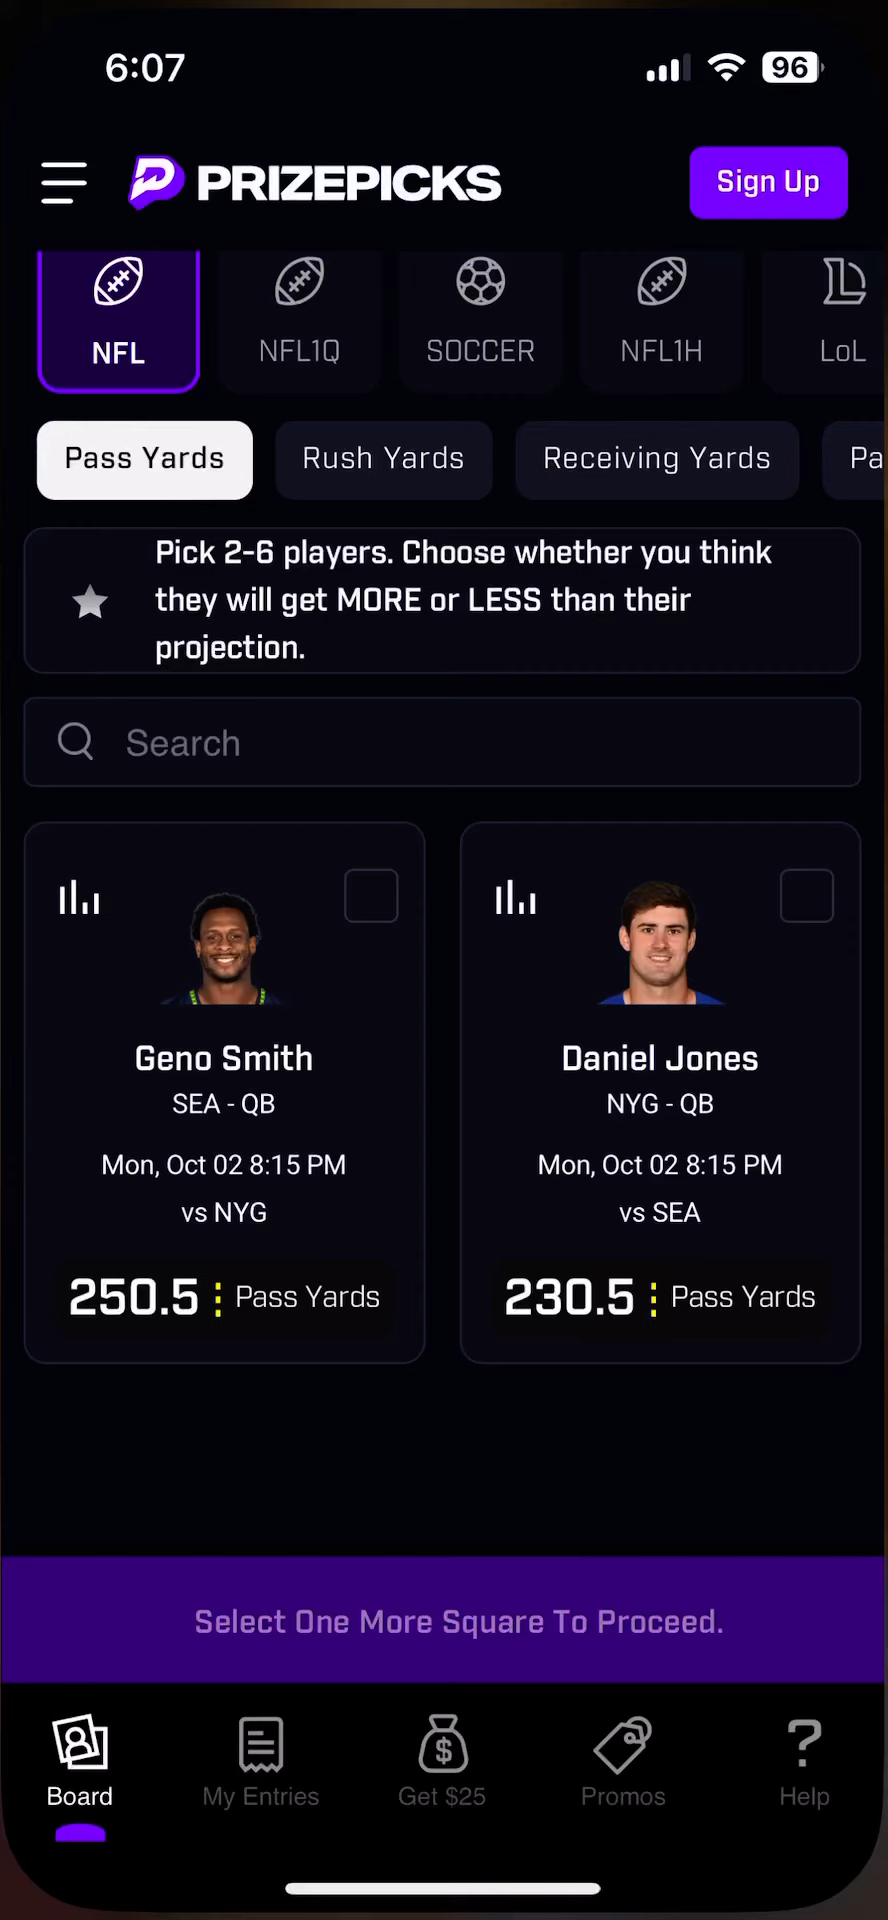 6:07
96
PRIZEPICKS
Sign Up
NFL
NFL1Q
SOCCER
NFL1H
LoL
Pass Yards
Rush Yards
Receiving Yards
Pa
Pick 2-6 players. Choose whether you think
they will get MORE or LESS than their
projection.
Search
Geno Smith
SEA - QB
Mon, Oct 02 8:15 PM
vs NYG
250.5 Pass Yards
Daniel Jones
NYG - QB
Mon, Oct 02 8:15 PM
vs SEA
230.5 Pass Yards
Select One More Square To Proceed.
Board
My Entries
Get $25
Promos
Help